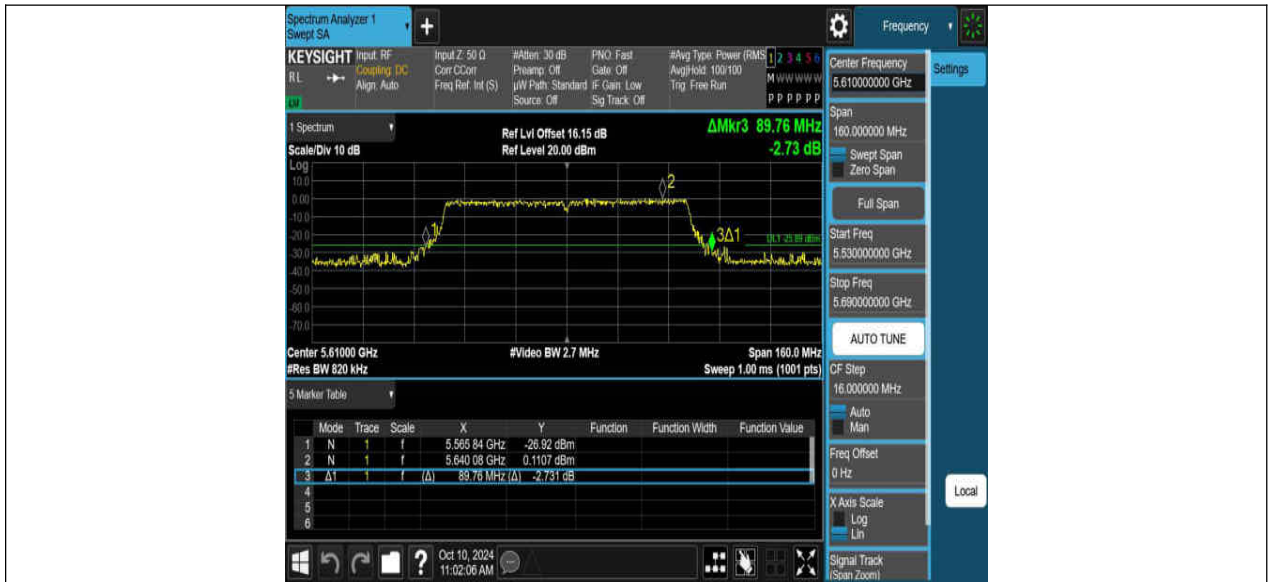 Spectrum Analyzer 1
Swept SA
+
Frequency
KEYSIGHT
RL
LXI
Input: RF
Coupling: DC
Align: Auto
Input Z: 50 Ω
Corr CCorr
Freq Ref: Int (S)
#Atten: 30 dB
Preamp: Off
µW Path: Standard
Source: Off
PNO: Fast
Gate: Off
IF Gain: Low
Sig Track: Off
#Avg Type: Power (RMS
Avg|Hold: 100/100
Trig: Free Run
1 2 3 4 5 6
M W W W W W
P P P P P P
1 Spectrum
Scale/Div 10 dB
Ref Lvl Offset 16.15 dB
Ref Level 20.00 dBm
ΔMkr3 89.76 MHz
-2.73 dB
Log
10.0
0.00
-10.0
-20.0
-30.0
-40.0
-50.0
-60.0
-70.0
1
2
3Δ1
DL1 -25.89 dBm
Center 5.61000 GHz
#Res BW 820 kHz
#Video BW 2.7 MHz
Span 160.0 MHz
Sweep 1.00 ms (1001 pts)
5 Marker Table
Mode Trace Scale X Y Function Function Width Function Value
1 N 1 f 5.565 84 GHz -26.92 dBm
2 N 1 f 5.640 08 GHz 0.1107 dBm
3 Δ1 1 f (Δ) 89.76 MHz (Δ) -2.731 dB
4
5
6
?
Oct 10, 2024
11:02:06 AM
Center Frequency
5.610000000 GHz
Settings
Span
160.000000 MHz
Swept Span
Zero Span
Full Span
Start Freq
5.530000000 GHz
Stop Freq
5.690000000 GHz
AUTO TUNE
CF Step
16.000000 MHz
Auto
Man
Freq Offset
0 Hz
X Axis Scale
Log
Lin
Local
Signal Track
(Span Zoom)